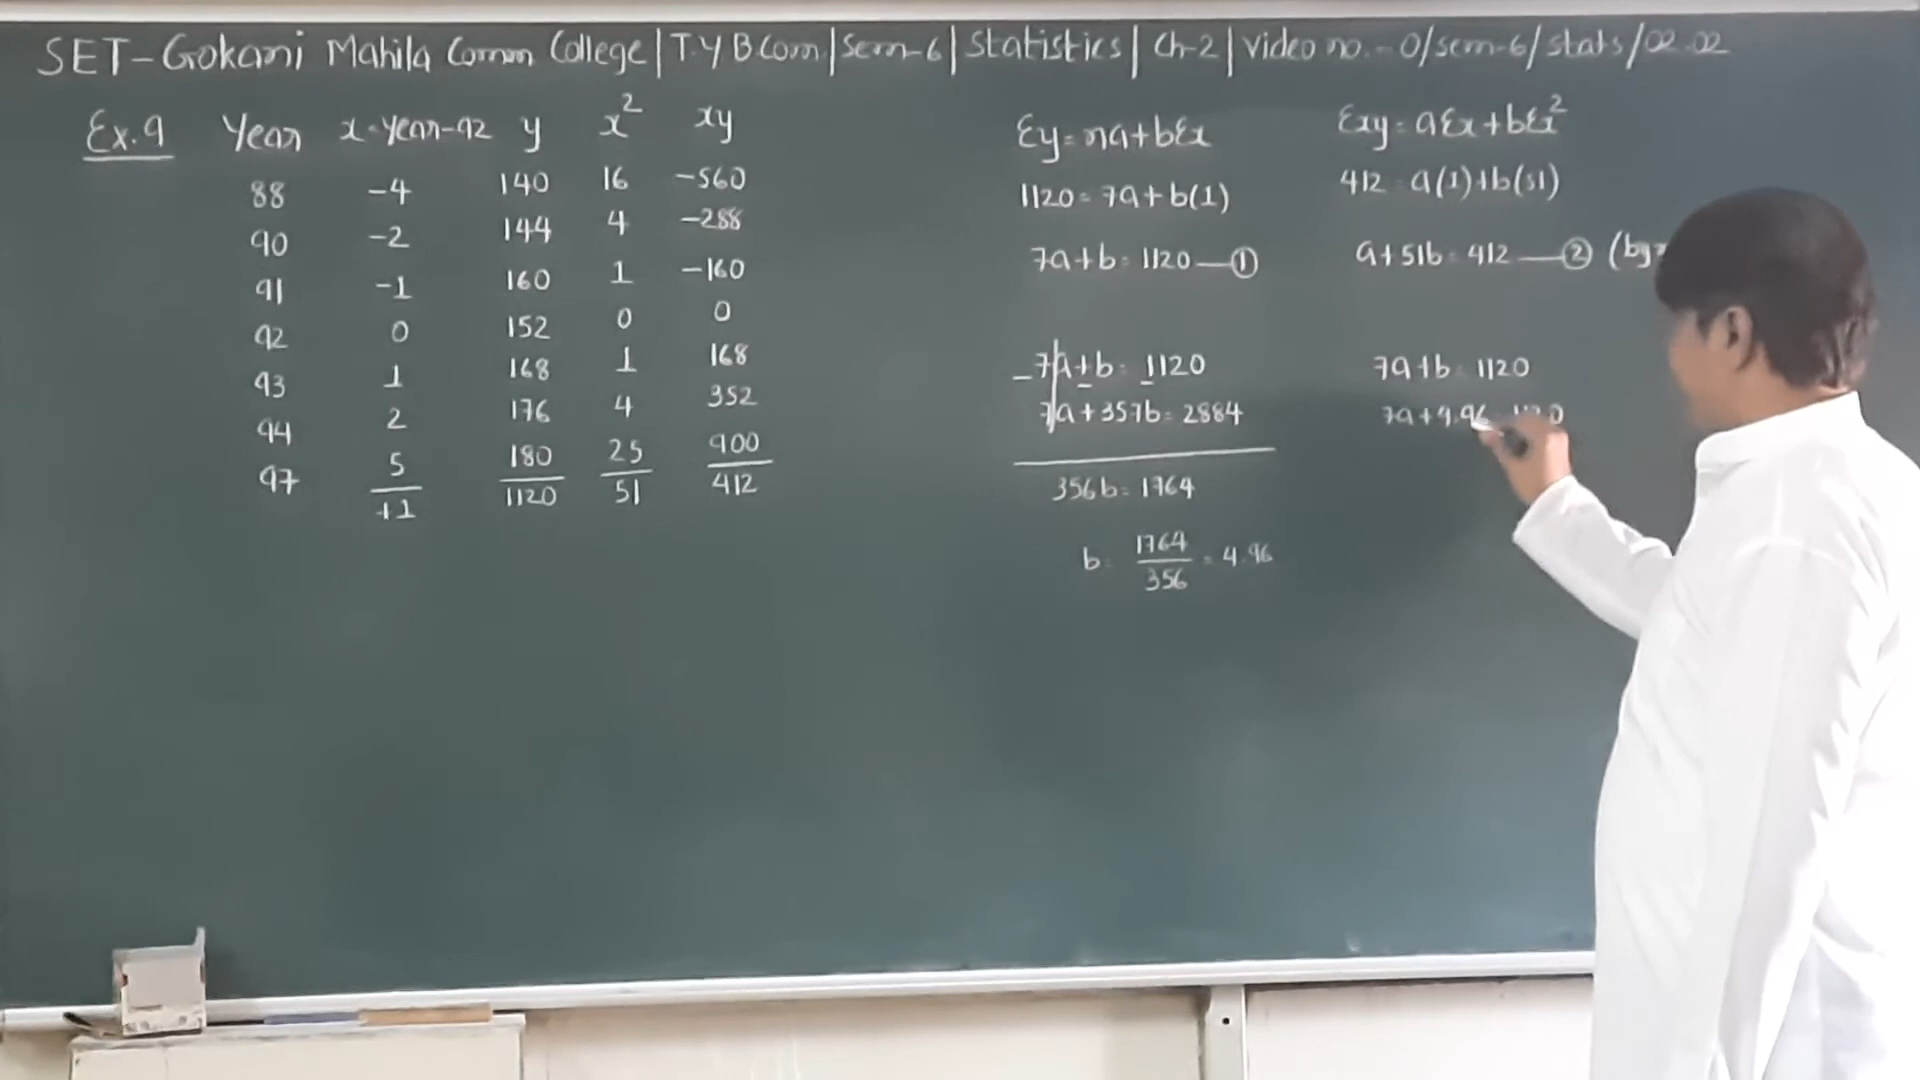 SET-Gokani Mahila Comm College | T.Y B.Com | Sem-6 | Statistics | Ch-2 | Video no.- 0/sem-6/stats/02.02
Ex.9 Year x=year-92 y x² xy
88 -4 140 16 -560
90 -2 144 4 -288
91 -1 160 1 -160
92 0 152 0 0
93 1 168 1 168
94 2 176 4 352
97 5 180 25 900
+1 1120 51 412
Σy=na+bΣx
1120=7a+b(1)
7a+b=1120—①
-7a+b=1120
7a+357b=2884
356b=1764
b=1764/356=4.96
Σxy=aΣx+bΣx²
412=a(1)+b(51)
a+51b=412—② (by
7a+b=1120
7a+4.96=1120